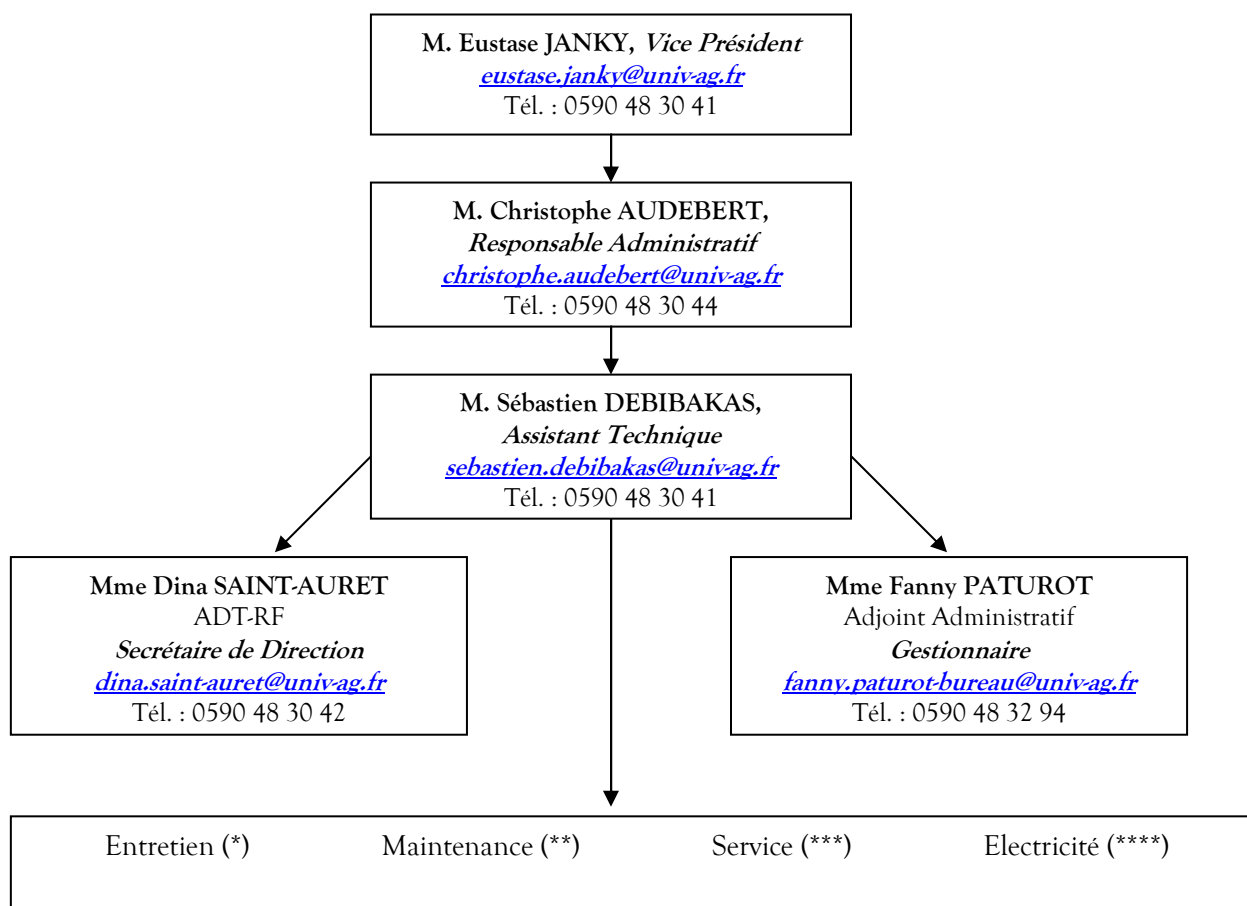 M. Eustase JANKY, Vice Président
eustase.janky@univ-ag.fr
Tél. : 0590 48 30 41
M. Christophe AUDEBERT,
Responsable Administratif
christophe.audebert@univ-ag.fr
Tél. : 0590 48 30 44
M. Sébastien DEBIBAKAS,
Assistant Technique
sebastien.debibakas@univ-ag.fr
Tél. : 0590 48 30 41
Mme Dina SAINT-AURET
ADT-RF
Secrétaire de Direction
dina.saint-auret@univ-ag.fr
Tél. : 0590 48 30 42
Mme Fanny PATUROT
Adjoint Administratif
Gestionnaire
fanny.paturot-bureau@univ-ag.fr
Tél. : 0590 48 32 94
Entretien (*) Maintenance (**) Service (***) Electricité (****)